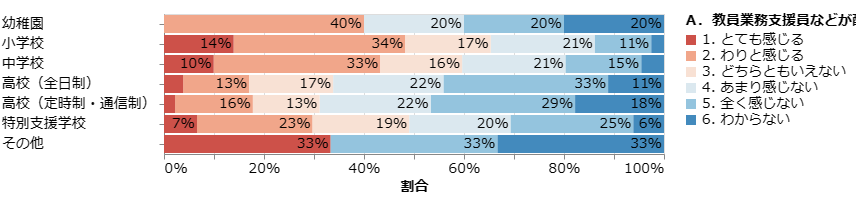 幼稚園 40% 20% 20% 20%
小学校 14% 34% 17% 21% 11%
中学校 10% 33% 16% 21% 15%
高校（全日制） 13% 17% 22% 33% 11%
高校（定時制・通信制） 16% 13% 22% 29% 18%
特別支援学校 7% 23% 19% 20% 25% 6%
その他 33% 33% 33%
0% 20% 40% 60% 80% 100%
割合
A. 教員業務支援員などが
1. とても感じる
2. わりと感じる
3. どちらともいえない
4. あまり感じない
5. 全く感じない
6. わからない